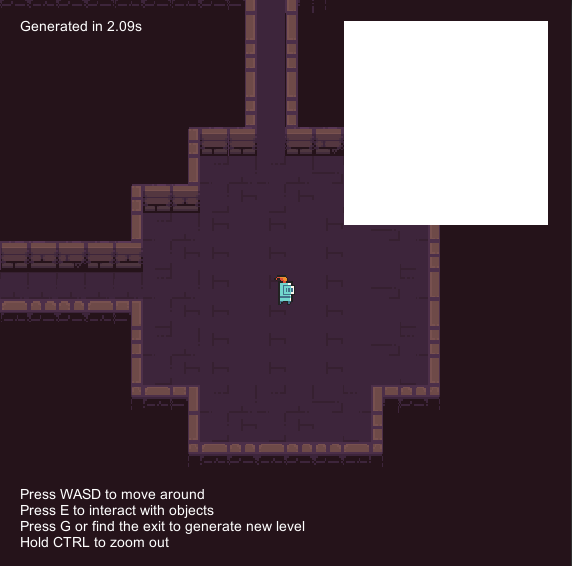 Generated in 2.09s
Press WASD to move around
Press E to interact with objects
Press G or find the exit to generate new level
Hold CTRL to zoom out